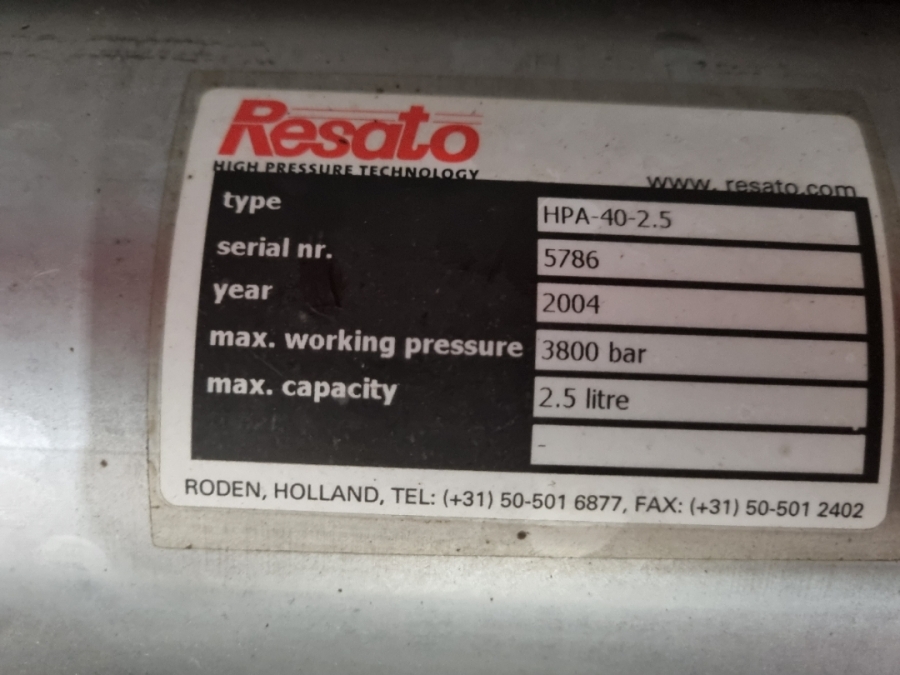 Resato
HIGH PRESSURE TECHNOLOGY
www. resato.com
type HPA-40-2.5
serial nr. 5786
year 2004
max. working pressure 3800 bar
max. capacity 2.5 litre
-
RODEN, HOLLAND, TEL: (+31) 50-501 6877, FAX: (+31) 50-501 2402